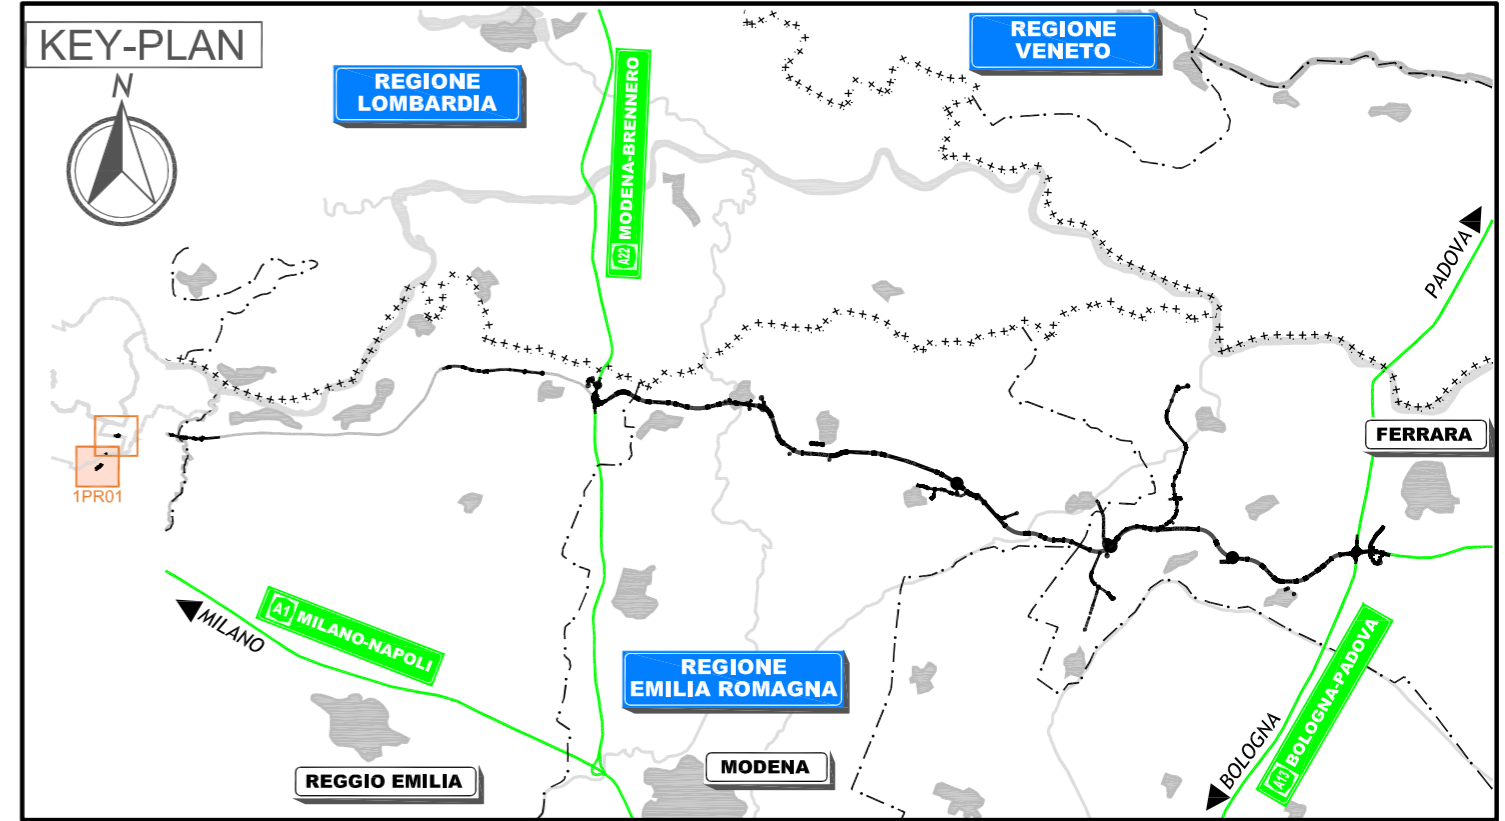 KEY-PLAN
N
REGIONE
LOMBARDIA
REGIONE
VENETO
A22 MODENA-BRENNERO
PADOVA
FERRARA
1PR01
A1 MILANO-NAPOLI
MILANO
REGIONE
EMILIA ROMAGNA
A13 BOLOGNA-PADOVA
BOLOGNA
MODENA
REGGIO EMILIA